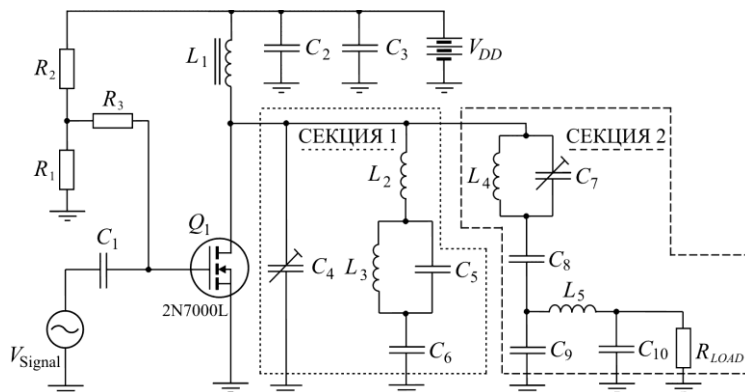 L1
C2
C3
VDD
R2
R3
R1
СЕКЦИЯ 1
СЕКЦИЯ 2
L2
L4
C7
Q1
C1
C4
L3
C5
C8
L5
2N7000L
VSignal
C6
C9
C10
RLOAD